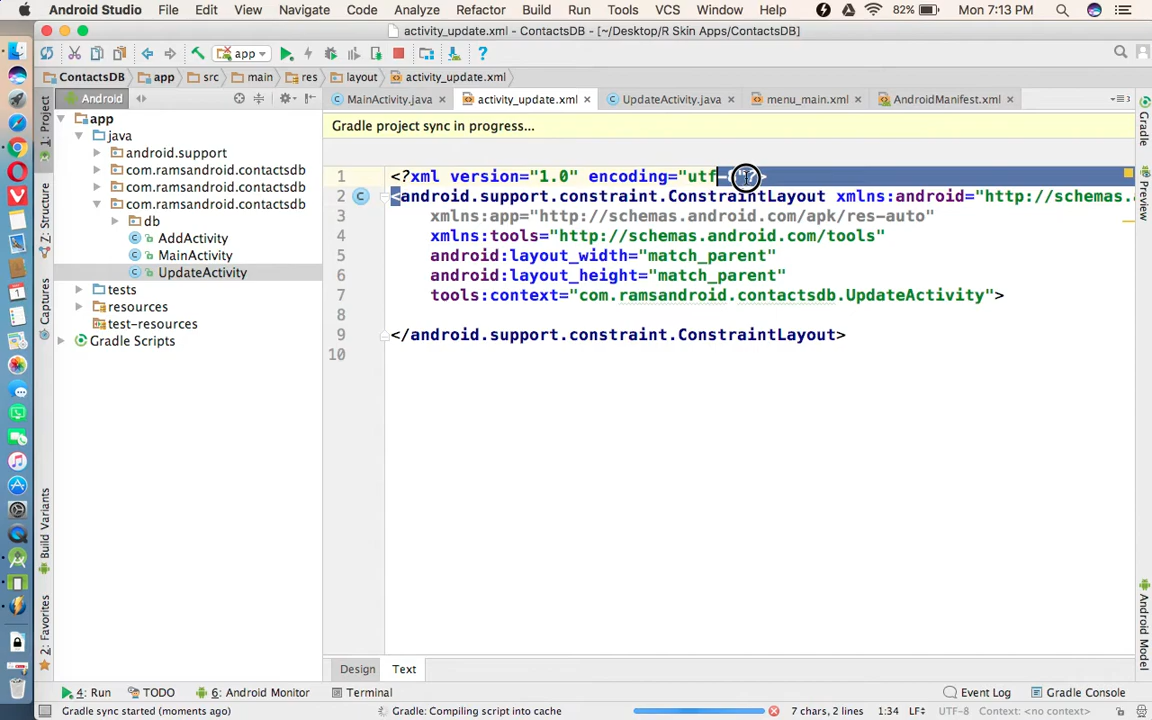 Android Studio File Edit View Navigate Code Analyze Refactor Build Run Tools VCS Window Help 82% Mon 7:13 PM
activity_update.xml - ContactsDB - [~/Desktop/R Skin Apps/ContactsDB]
app
ContactsDB app src main res layout activity_update.xml
Android MainActivity.java activity_update.xml UpdateActivity.java menu_main.xml AndroidManifest.xml
Gradle project sync in progress...
app
java
android.support
com.ramsandroid.contactsdb
com.ramsandroid.contactsdb
com.ramsandroid.contactsdb
db
AddActivity
MainActivity
UpdateActivity
tests
resources
test-resources
Gradle Scripts
1 <?xml version="1.0" encoding="utf
2 <android.support.constraint.ConstraintLayout xmlns:android="http://schemas.
3 xmlns:app="http://schemas.android.com/apk/res-auto"
4 xmlns:tools="http://schemas.android.com/tools"
5 android:layout_width="match_parent"
6 android:layout_height="match_parent"
7 tools:context="com.ramsandroid.contactsdb.UpdateActivity">
8
9 </android.support.constraint.ConstraintLayout>
10
1: Project
7: Structure
Captures
Build Variants
2: Favorites
Gradle
Preview
Android Model
Design Text
4: Run TODO 6: Android Monitor Terminal Event Log Gradle Console
Gradle sync started (moments ago) Gradle: Compiling script into cache 7 chars, 2 lines 1:34 LF UTF-8 Context: <no context>